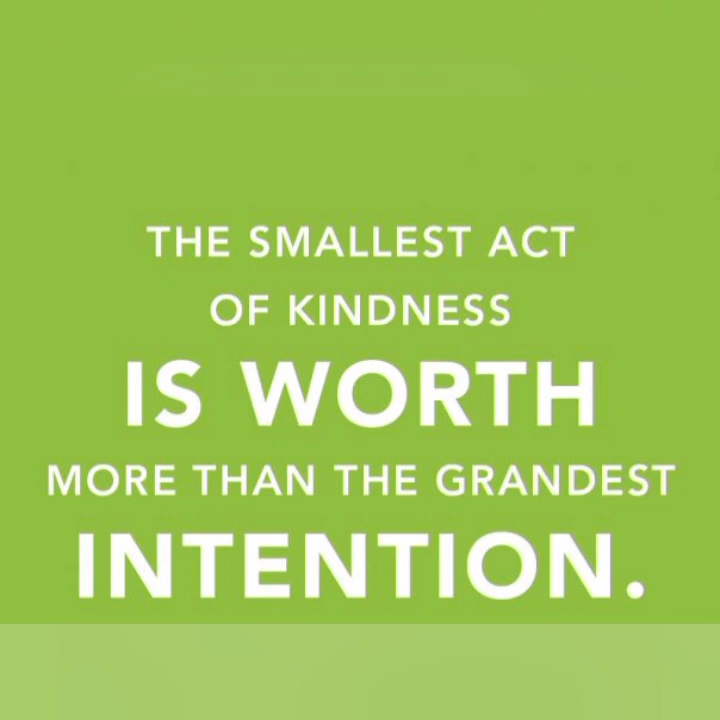 THE SMALLEST ACT
OF KINDNESS
IS WORTH
MORE THAN THE GRANDEST
INTENTION.